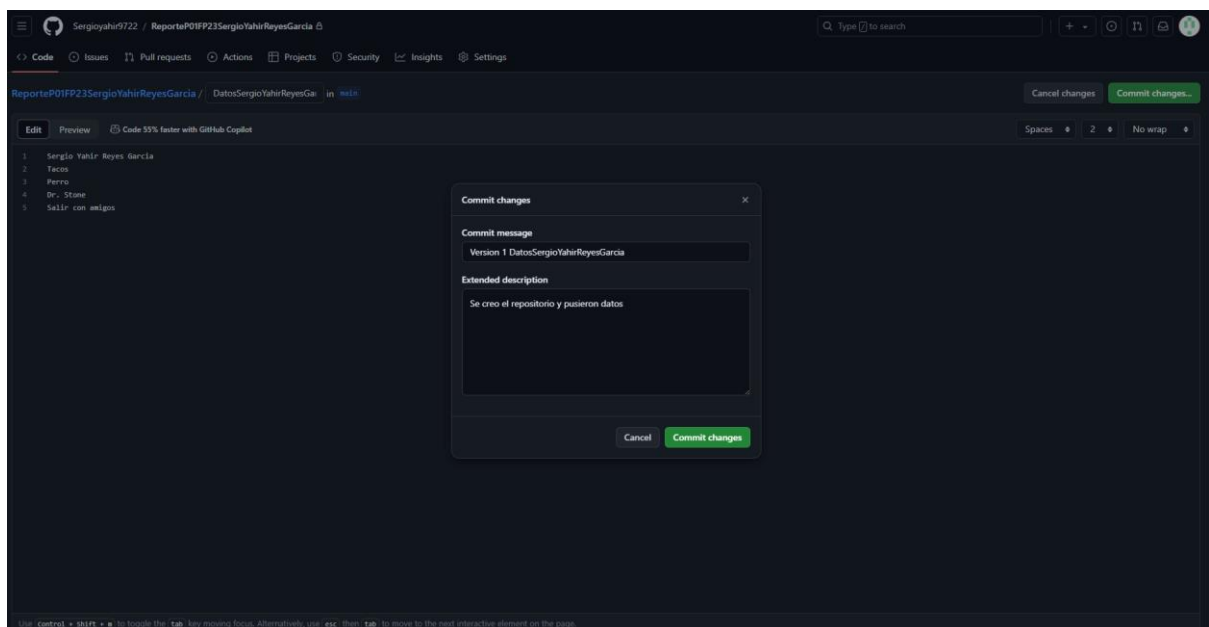 Sergioyahir9722 / ReporteP01FP23SergioYahirReyesGarcia
Type / to search
Code Issues Pull requests Actions Projects Security Insights Settings
ReporteP01FP23SergioYahirReyesGarcia / DatosSergioYahirReyesGar in main
Cancel changes Commit changes...
Edit Preview Code 55% faster with GitHub Copilot
Spaces 2 No wrap
1 Sergio Yahir Reyes Garcia
2 Tacos
3 Perro
4 Dr. Stone
5 Salir con amigos
Commit changes
Commit message
Version 1 DatosSergioYahirReyesGarcia
Extended description
Se creo el repositorio y pusieron datos
Cancel Commit changes
Use Control + Shift + m to toggle the tab key moving focus. Alternatively, use esc then tab to move to the next interactive element on the page.